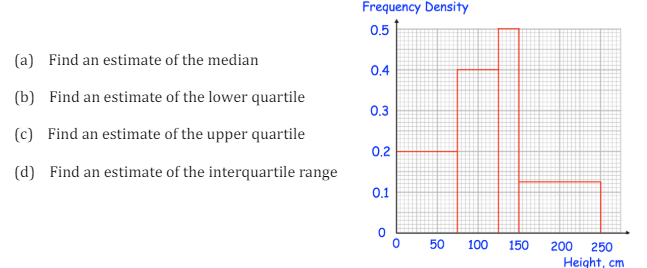 Frequency Density
(a) Find an estimate of the median
(b) Find an estimate of the lower quartile
(c) Find an estimate of the upper quartile
(d) Find an estimate of the interquartile range
0.5
0.4
0.3
0.2
0.1
0
0 50 100 150 200 250
Height, cm